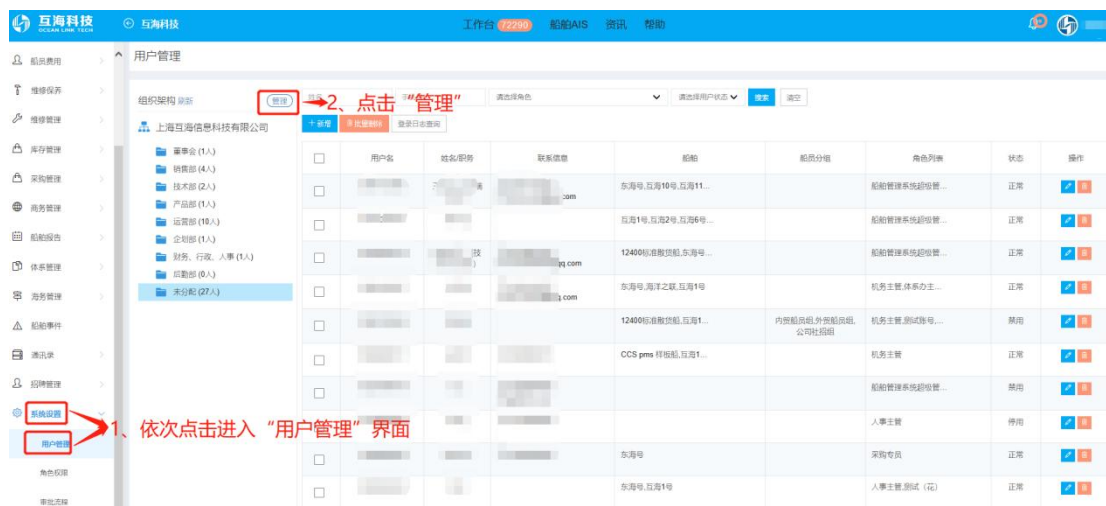 互海科技
OCEAN LINK TECH
互海科技
工作台 72290 船舶AIS 资讯 帮助
船员费用
维修保养
维修管理
库存管理
采购管理
商务管理
船舶报告
体系管理
海务管理
船舶事件
通讯录
招聘管理
系统设置
用户管理
角色权限
审批流程
用户管理
组织架构 刷新 管理
上海互海信息科技有限公司
董事会 (1人)
销售部 (4人)
技术部 (2人)
产品部 (1人)
运营部 (10人)
企划部 (1人)
财务、行政、人事 (1人)
后勤部 (0人)
未分配 (27人)
2、点击“管理”
请选择角色 请选择用户状态 搜索 清空
+ 新增 批量删除 登录日志查询
用户名 姓名/职务 联系信息 船舶 船员分组 角色列表 状态 操作
.com 东海号,互海10号,互海11... 船舶管理系统超级管... 正常
互海1号,互海2号,互海6号... 船舶管理系统超级管... 正常
技 qq.com 12400标准散货船,东海号... 船舶管理系统超级管... 正常
.com 东海号,海洋之联,互海1号 机务主管,体系办主... 正常
12400标准散货船,互海1... 内贸船员组,外贸船员组,公司社招组 机务主管,测试账号,... 禁用
CCS pms 样板船,互海1... 机务主管 正常
船舶管理系统超级管... 禁用
人事主管 停用
东海号 采购专员 正常
东海号,互海1号 人事主管,测试（花） 正常
1、依次点击进入“用户管理”界面